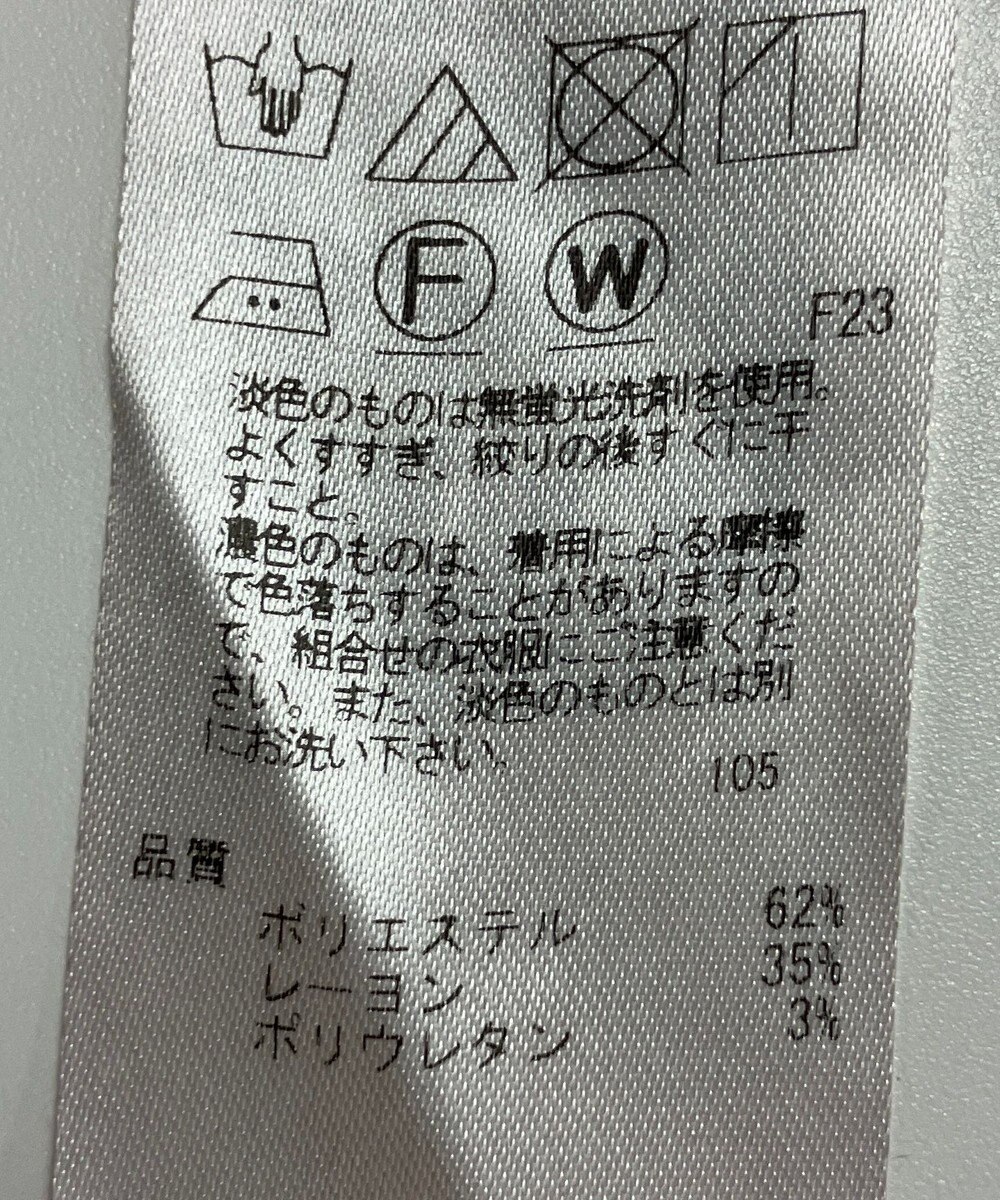 F
W
F23
淡色のものは無蛍光洗剤を使用。
よくすすぎ、絞りの後すぐに干
すこと。
濃色のものは、着用による摩擦
で色落ちすることがありますの
で、組合せの衣服にご注意くだ
さい。また、淡色のものとは別
にお洗い下さい。
105
品質
ポリエステル 62%
レーヨン 35%
ポリウレタン 3%